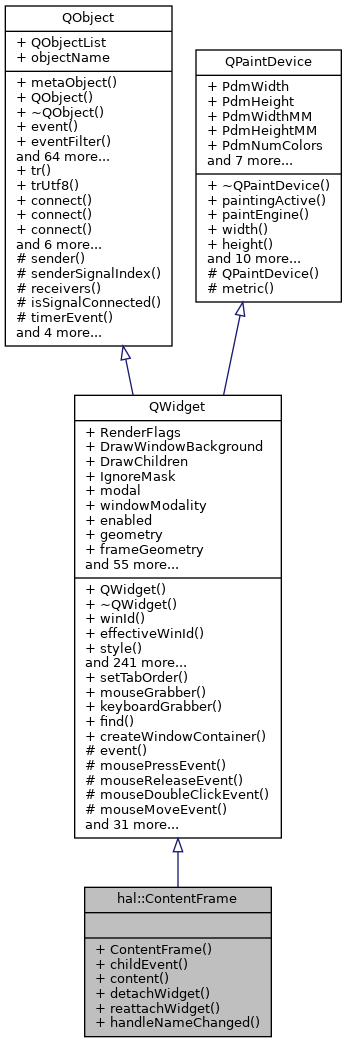 QObject
+ QObjectList
+ objectName
+ metaObject()
+ QObject()
+ ~QObject()
+ event()
+ eventFilter()
and 64 more...
+ tr()
+ trUtf8()
+ connect()
+ connect()
+ connect()
and 6 more...
# sender()
# senderSignalIndex()
# receivers()
# isSignalConnected()
# timerEvent()
and 4 more...
QPaintDevice
+ PdmWidth
+ PdmHeight
+ PdmWidthMM
+ PdmHeightMM
+ PdmNumColors
and 7 more...
+ ~QPaintDevice()
+ paintingActive()
+ paintEngine()
+ width()
+ height()
and 10 more...
# QPaintDevice()
# metric()
QWidget
+ RenderFlags
+ DrawWindowBackground
+ DrawChildren
+ IgnoreMask
+ modal
+ windowModality
+ enabled
+ geometry
+ frameGeometry
and 55 more...
+ QWidget()
+ ~QWidget()
+ winId()
+ effectiveWinId()
+ style()
and 241 more...
+ setTabOrder()
+ mouseGrabber()
+ keyboardGrabber()
+ find()
+ createWindowContainer()
# event()
# mousePressEvent()
# mouseReleaseEvent()
# mouseDoubleClickEvent()
# mouseMoveEvent()
and 31 more...
hal::ContentFrame
+ ContentFrame()
+ childEvent()
+ content()
+ detachWidget()
+ reattachWidget()
+ handleNameChanged()